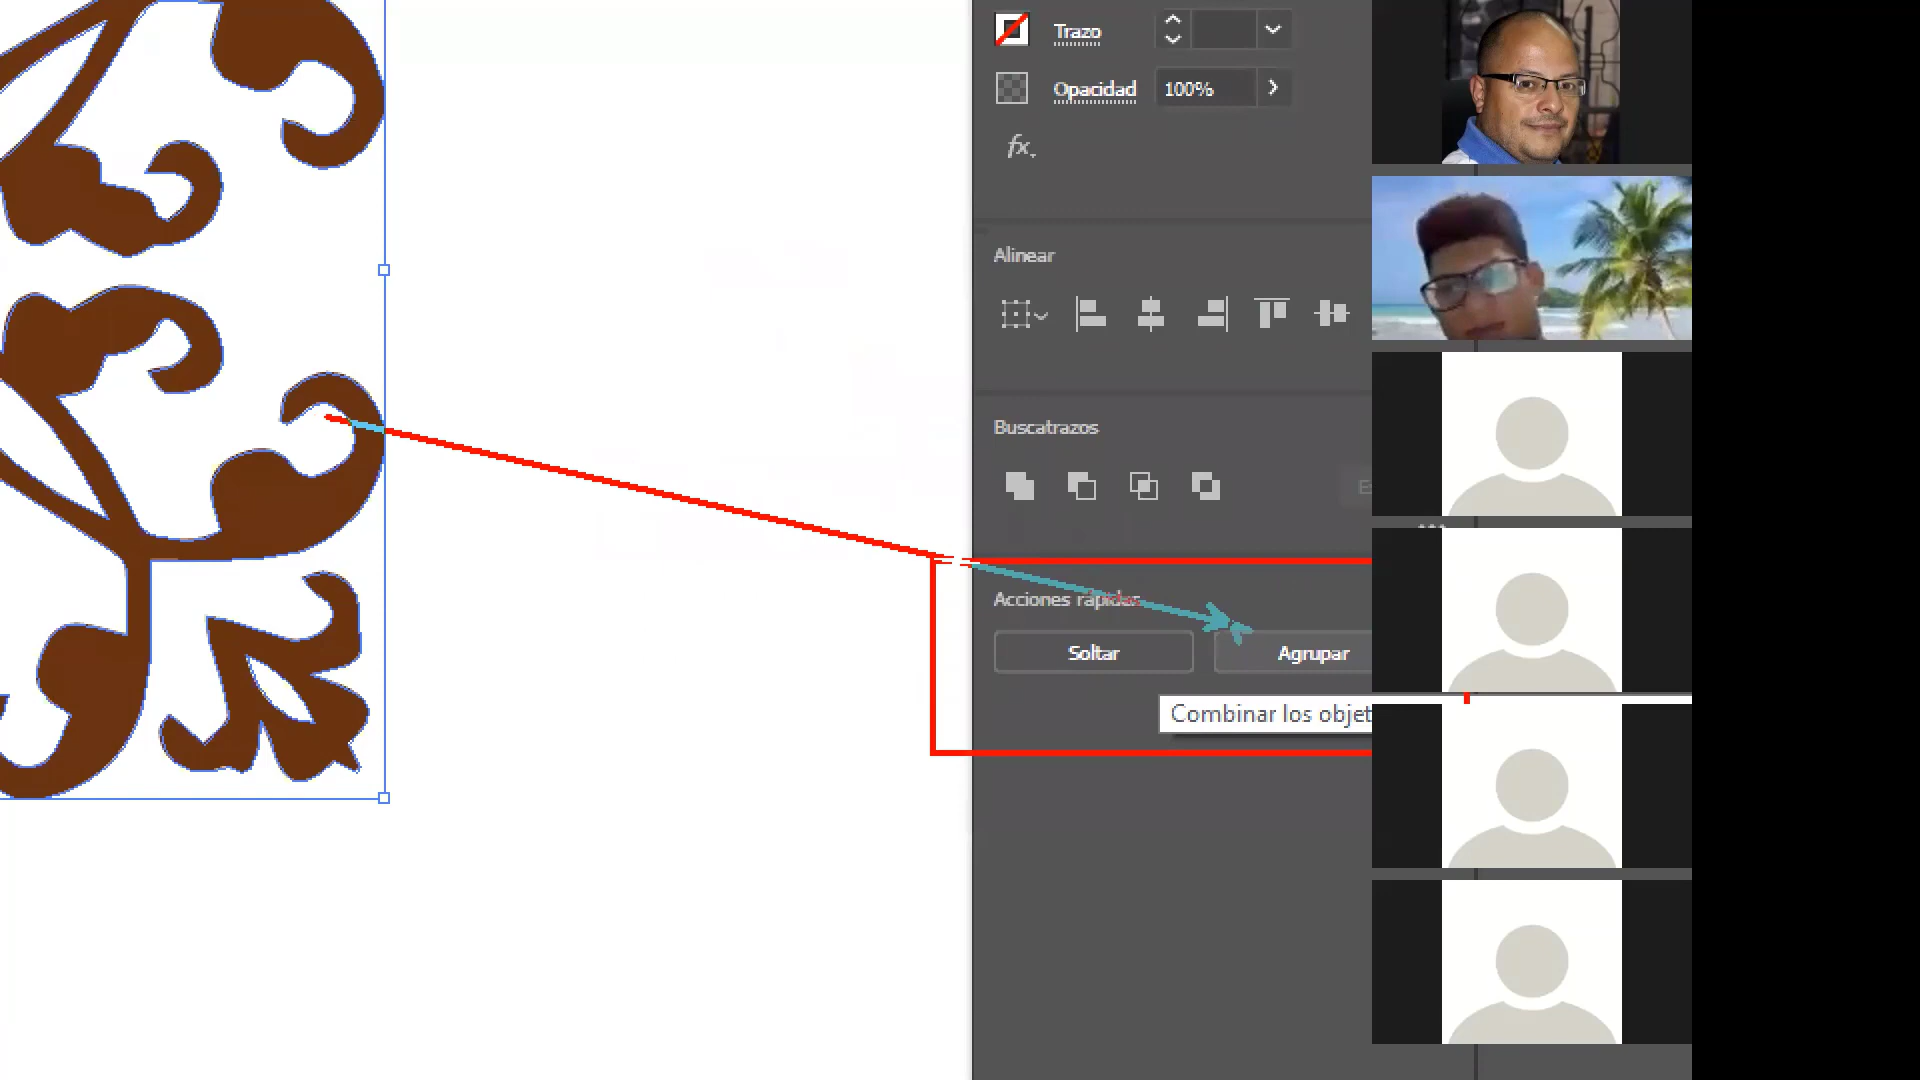 Trazo
Opacidad 100%
fx.
Alinear
Buscatrazos
Acciones rápidas
Soltar Agrupar
Combinar los objet